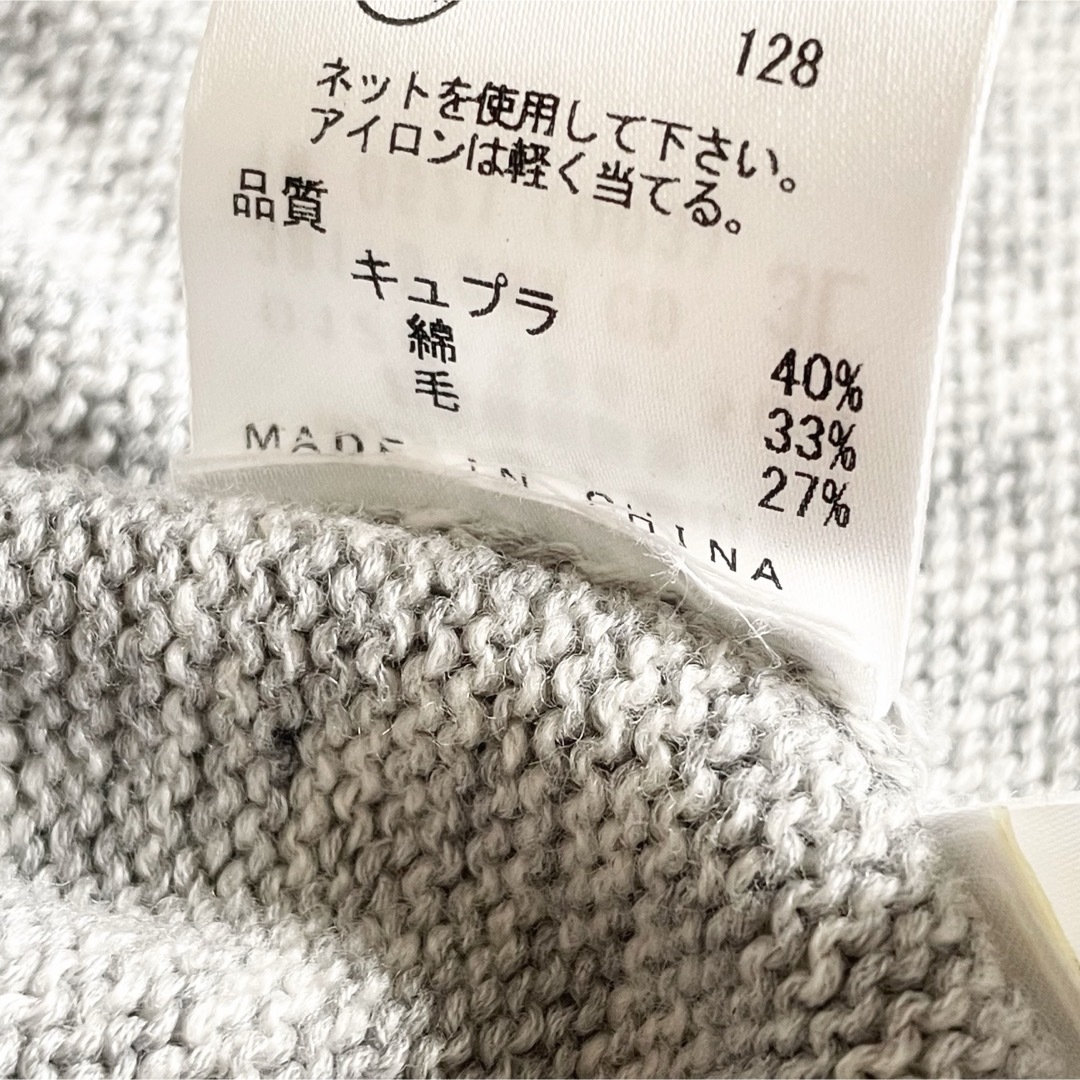 128
ネットを使用して下さい。
アイロンは軽く当てる。
品質
キュプラ 40%
綿 33%
毛 27%
MADE IN CHINA